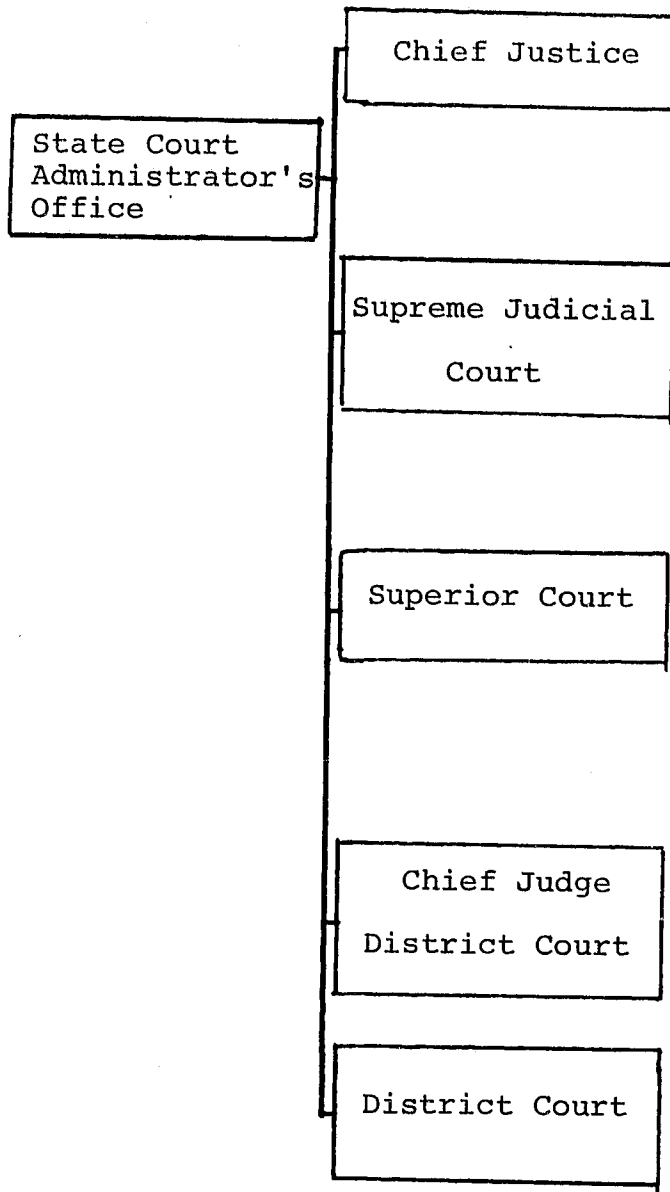 Chief Justice
State Court
Administrator's
Office
Supreme Judicial
Court
Superior Court
Chief Judge
District Court
District Court